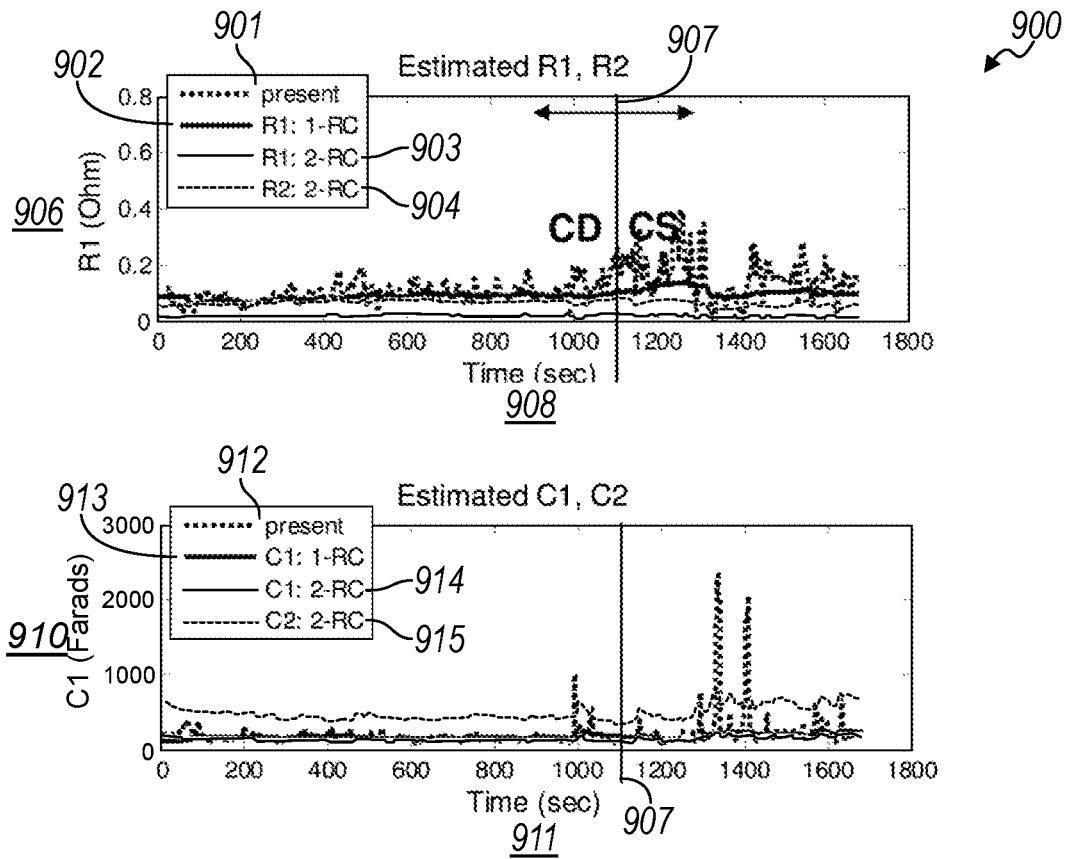 901
907
900
902
Estimated R1, R2
present
R1: 1-RC
R1: 2-RC
R2: 2-RC
903
904
0.8
0.6
0.4
0.2
0
906
R1 (Ohm)
CD
CS
0 200 400 600 800 1000 1200 1400 1600 1800
Time (sec)
908
912
913
Estimated C1, C2
present
C1: 1-RC
C1: 2-RC
C2: 2-RC
914
915
3000
2000
1000
0
910
C1 (Farads)
0 200 400 600 800 1000 1200 1400 1600 1800
Time (sec)
907
911